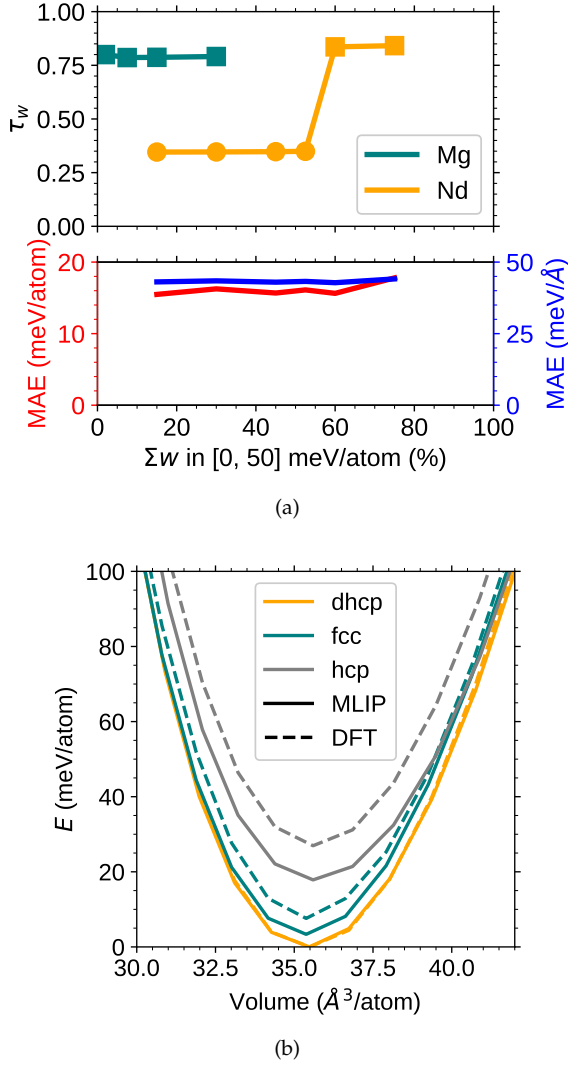 1.00
0.75
0.50
0.25
0.00
τw
Mg
Nd
20
10
0
MAE (meV/atom)
50
25
0
MAE (meV/Å)
0 20 40 60 80 100
Σw in [0, 50] meV/atom (%)
(a)
100
80
60
40
20
0
E (meV/atom)
dhcp
fcc
hcp
MLIP
DFT
30.0 32.5 35.0 37.5 40.0
Volume (Å³/atom)
(b)